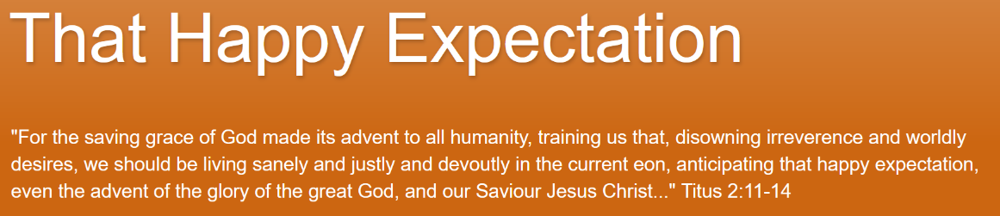 That Happy Expectation
"For the saving grace of God made its advent to all humanity, training us that, disowning irreverence and worldly
desires, we should be living sanely and justly and devoutly in the current eon, anticipating that happy expectation,
even the advent of the glory of the great God, and our Saviour Jesus Christ..." Titus 2:11-14